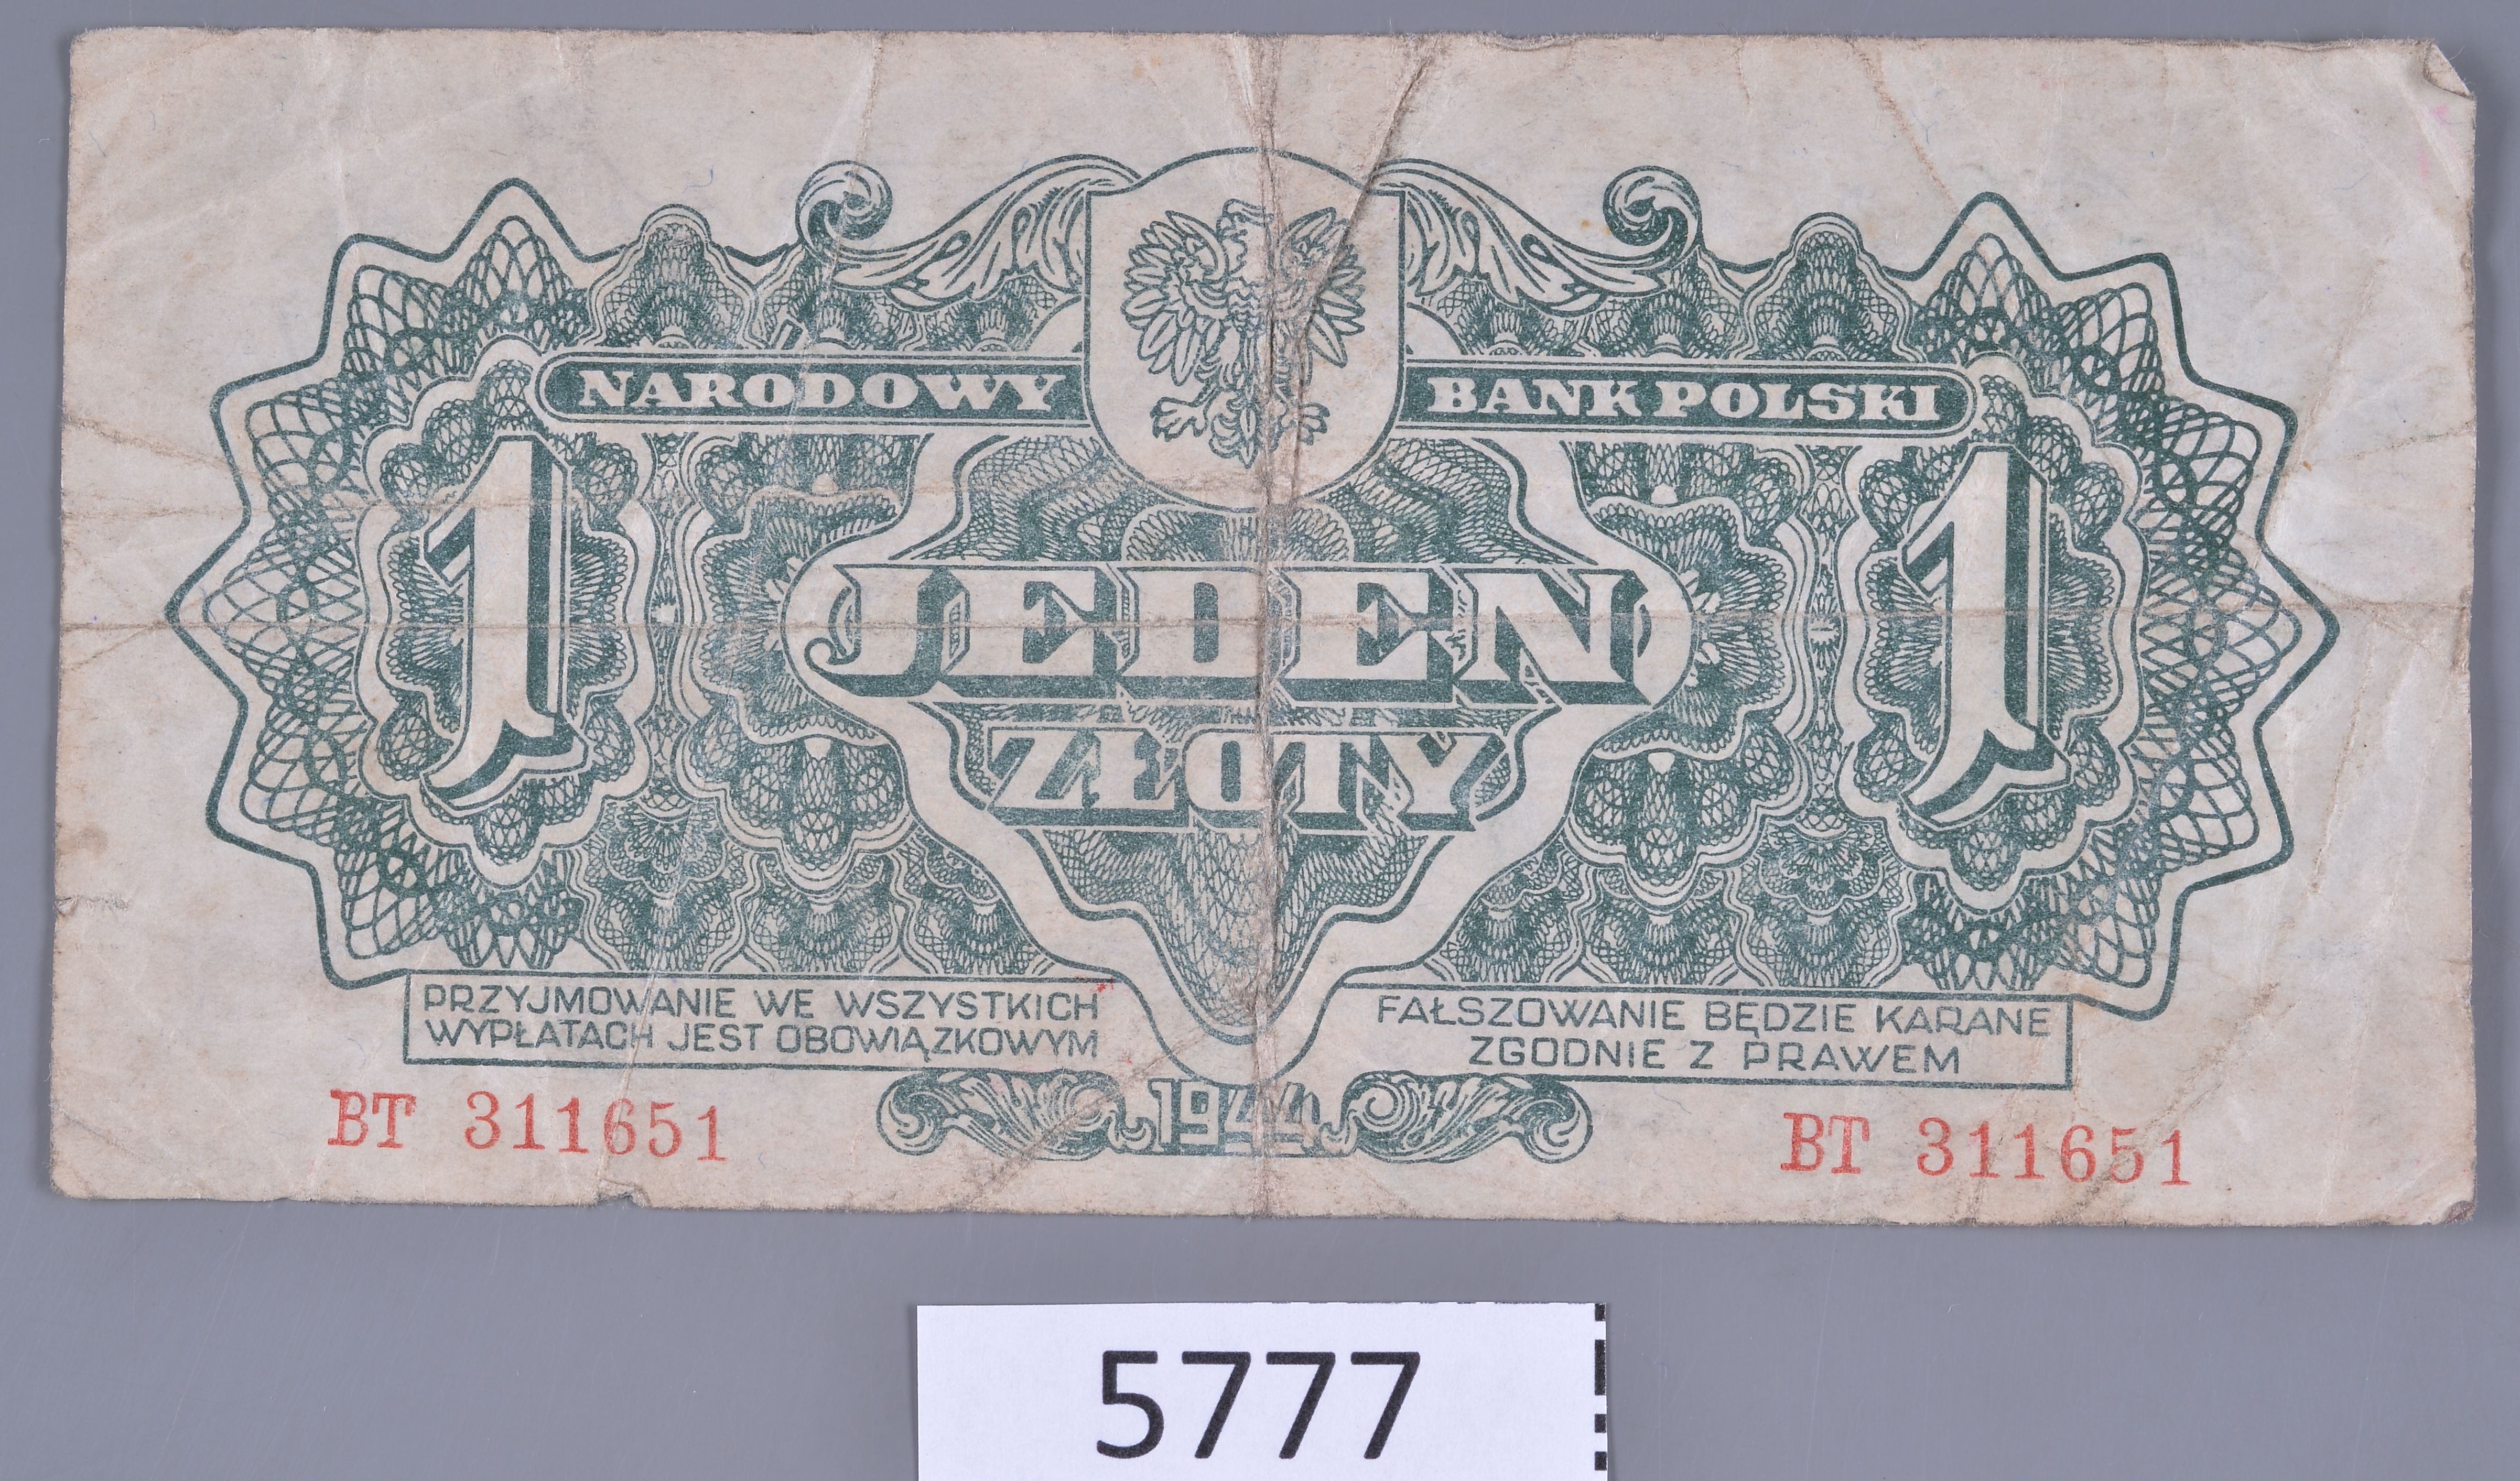 NARODOWY BANK POLSKI
1 1
JEDEN
ZŁOTY
PRZYJMOWANIE WE WSZYSTKICH
WYPŁATACH JEST OBOWIĄZKOWYM
FAŁSZOWANIE BĘDZIE KARANE
ZGODNIE Z PRAWEM
1944
BT 311651 BT 311651
5777